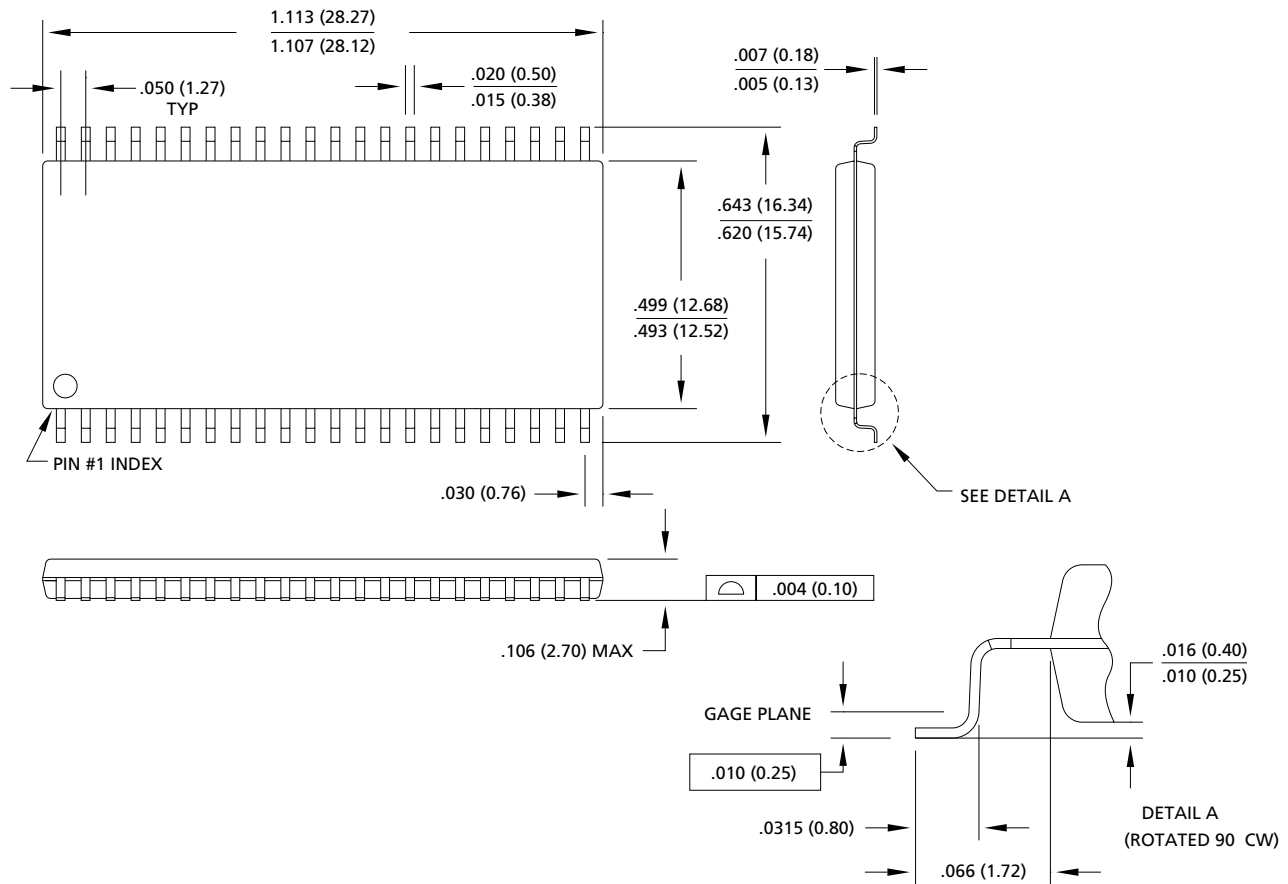 1.113 (28.27)
1.107 (28.12)
.050 (1.27)
TYP
.020 (0.50)
.015 (0.38)
.007 (0.18)
.005 (0.13)
.643 (16.34)
.620 (15.74)
.499 (12.68)
.493 (12.52)
PIN #1 INDEX
.030 (0.76)
SEE DETAIL A
.004 (0.10)
.106 (2.70) MAX
.016 (0.40)
.010 (0.25)
GAGE PLANE
.010 (0.25)
.0315 (0.80)
DETAIL A
(ROTATED 90 CW)
.066 (1.72)